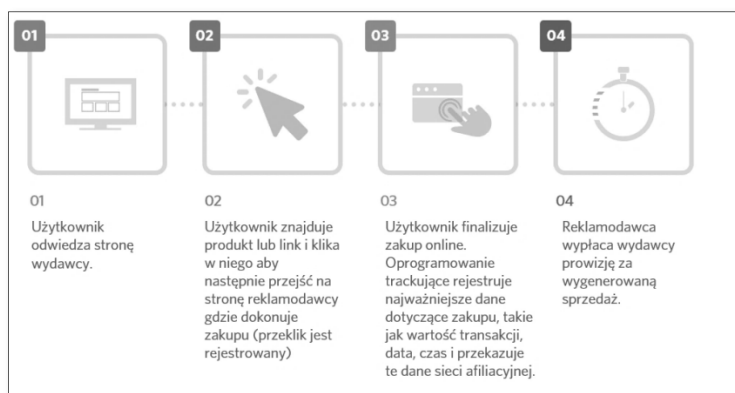 01
02
03
04
01
Użytkownik
odwiedza stronę
wydawcy.
02
Użytkownik znajduje
produkt lub link i klika
w niego aby
następnie przejść na
stronę reklamodawcy
gdzie dokonuje
zakupu (przeklik jest
rejestrowany)
03
Użytkownik finalizuje
zakup online.
Oprogramowanie
trackujące rejestruje
najważniejsze dane
dotyczące zakupu, takie
jak wartość transakcji,
data, czas i przekazuje
te dane sieci afiliacyjnej.
04
Reklamodawca
wypłaca wydawcy
prowizję za
wygenerowaną
sprzedaż.